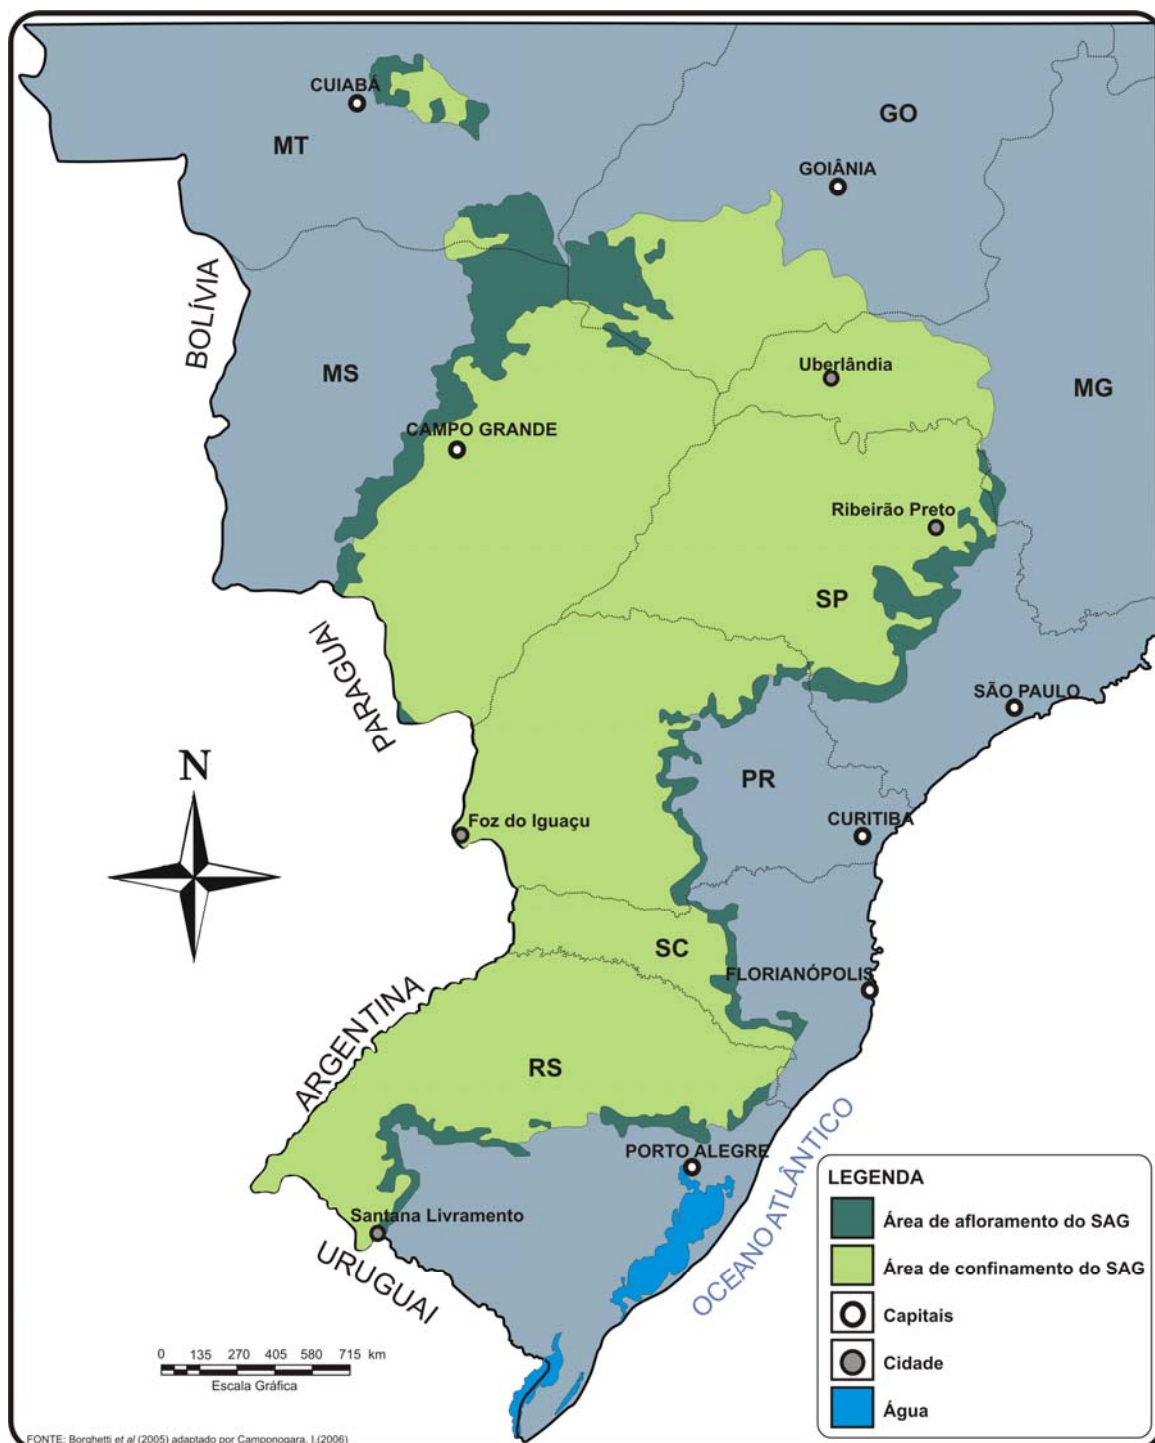 CUIABÁ
MT
GO
GOIÂNIA
BOLÍVIA
MS
Uberlândia
MG
CAMPO GRANDE
Ribeirão Preto
SP
PARAGUAI
SÃO PAULO
N
PR
Foz do Iguaçu
CURITIBA
SC
FLORIANÓPOLIS
ARGENTINA
RS
OCEANO ATLÂNTICO
PORTO ALEGRE
Santana Livramento
URUGUAI
LEGENDA
Área de afloramento do SAG
Área de confinamento do SAG
Capitais
Cidade
Água
0 135 270 405 580 715 km
Escala Gráfica
FONTE: Borghetti et al (2005) adaptado por Camponogara, I.(2006)